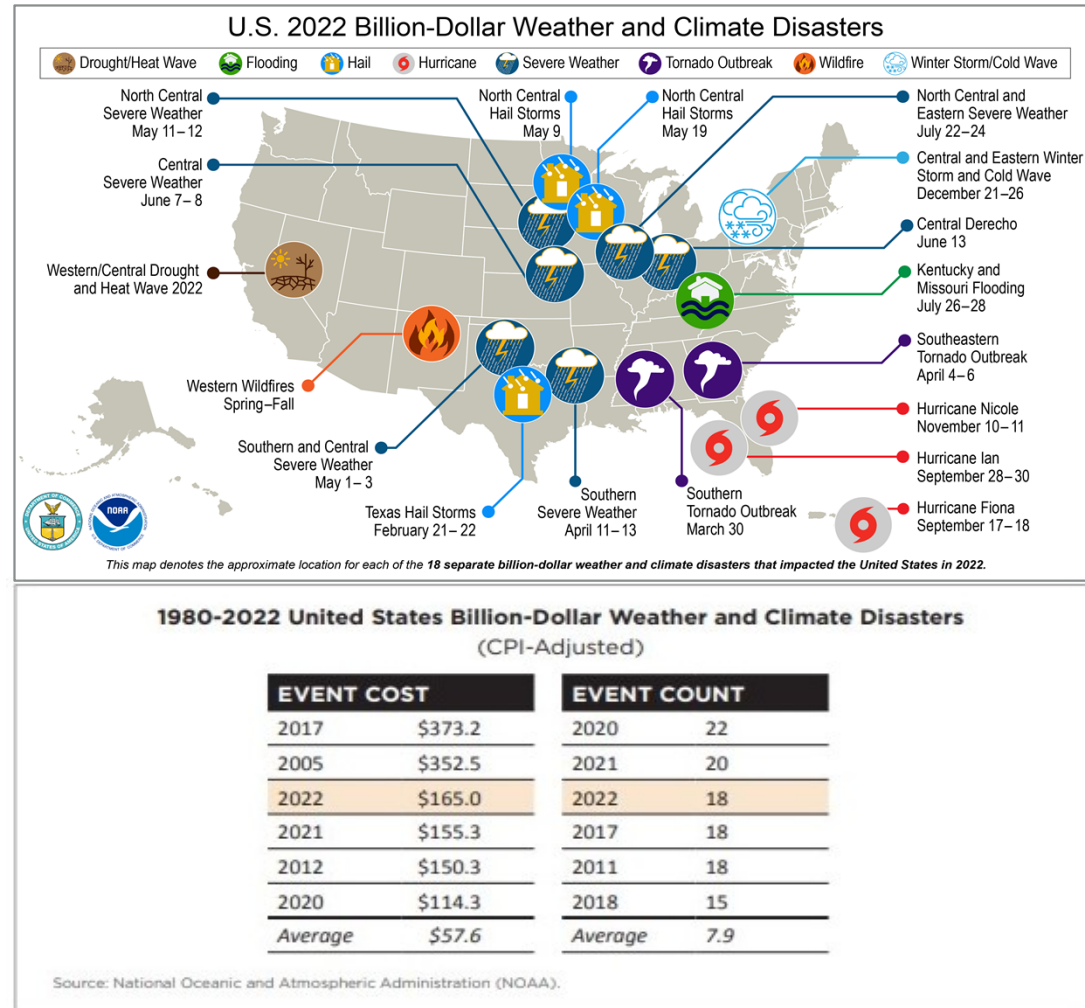 U.S. 2022 Billion-Dollar Weather and Climate Disasters
Drought/Heat Wave
Flooding
Hail
Hurricane
Severe Weather
Tornado Outbreak
Wildfire
Winter Storm/Cold Wave
North Central
Severe Weather
May 11–12
North Central
Hail Storms
May 9
North Central
Hail Storms
May 19
North Central and
Eastern Severe Weather
July 22–24
Central
Severe Weather
June 7–8
Central and Eastern Winter
Storm and Cold Wave
December 21–26
Central Derecho
June 13
Western/Central Drought
and Heat Wave 2022
Kentucky and
Missouri Flooding
July 26–28
Southeastern
Tornado Outbreak
April 4–6
Western Wildfires
Spring–Fall
Hurricane Nicole
November 10–11
Southern and Central
Severe Weather
May 1–3
Hurricane Ian
September 28–30
Texas Hail Storms
February 21–22
Southern
Severe Weather
April 11–13
Southern
Tornado Outbreak
March 30
Hurricane Fiona
September 17–18
NOAA
This map denotes the approximate location for each of the 18 separate billion-dollar weather and climate disasters that impacted the United States in 2022.
1980-2022 United States Billion-Dollar Weather and Climate Disasters
(CPI-Adjusted)
EVENT COST EVENT COUNT
2017 $373.2 2020 22
2005 $352.5 2021 20
2022 $165.0 2022 18
2021 $155.3 2017 18
2012 $150.3 2011 18
2020 $114.3 2018 15
Average $57.6 Average 7.9
Source: National Oceanic and Atmospheric Administration (NOAA).